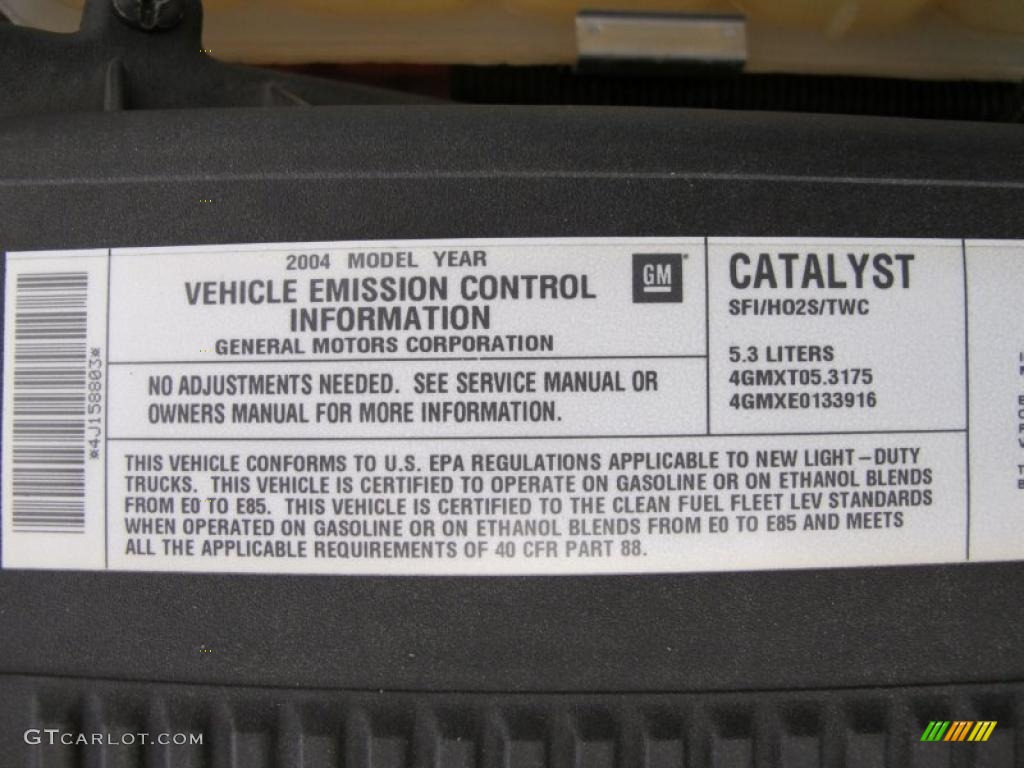 2004 MODEL YEAR
VEHICLE EMISSION CONTROL
INFORMATION
GENERAL MOTORS CORPORATION
GM
NO ADJUSTMENTS NEEDED. SEE SERVICE MANUAL OR
OWNERS MANUAL FOR MORE INFORMATION.
CATALYST
SFI/HO2S/TWC
5.3 LITERS
4GMXT05.3175
4GMXE0133916
*4J158803*
THIS VEHICLE CONFORMS TO U.S. EPA REGULATIONS APPLICABLE TO NEW LIGHT-DUTY
TRUCKS. THIS VEHICLE IS CERTIFIED TO OPERATE ON GASOLINE OR ON ETHANOL BLENDS
FROM E0 TO E85. THIS VEHICLE IS CERTIFIED TO THE CLEAN FUEL FLEET LEV STANDARDS
WHEN OPERATED ON GASOLINE OR ON ETHANOL BLENDS FROM E0 TO E85 AND MEETS
ALL THE APPLICABLE REQUIREMENTS OF 40 CFR PART 88.
GTCARLOT.COM